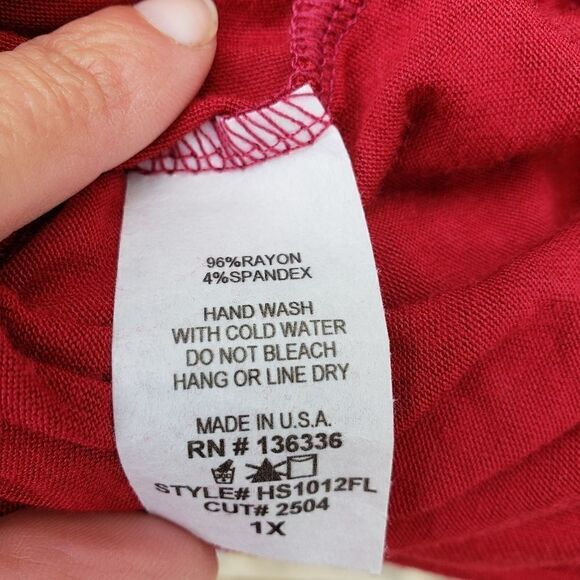 96%RAYON
4%SPANDEX
HAND WASH
WITH COLD WATER
DO NOT BLEACH
HANG OR LINE DRY
MADE IN U.S.A.
RN # 136336
STYLE# HS1012FL
CUT# 2504
1X